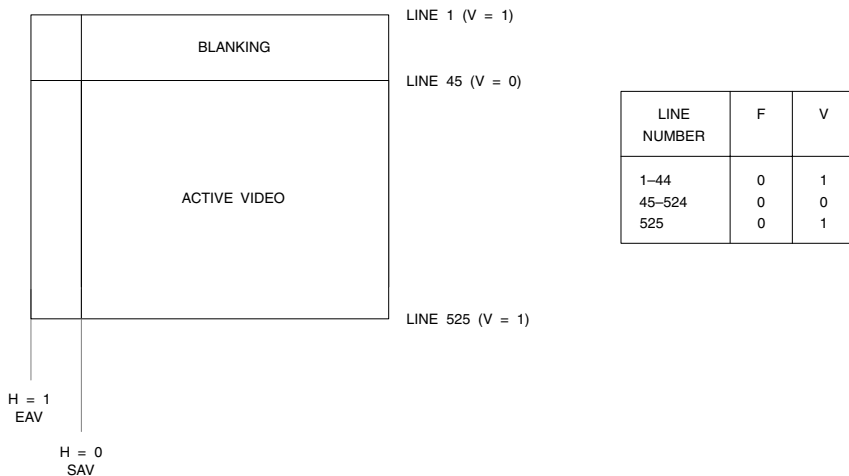 LINE 1 (V = 1)
BLANKING
LINE 45 (V = 0)
ACTIVE VIDEO
LINE 525 (V = 1)
H = 1
EAV
H = 0
SAV
LINE NUMBER F V
1–44 0 1
45–524 0 0
525 0 1